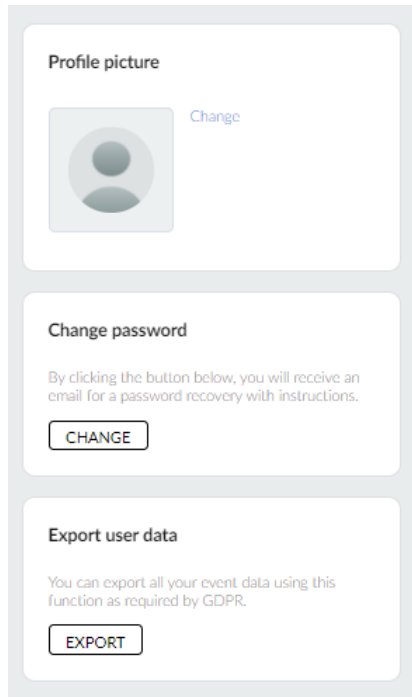 Profile picture
Change
Change password
By clicking the button below, you will receive an
email for a password recovery with instructions.
CHANGE
Export user data
You can export all your event data using this
function as required by GDPR.
EXPORT